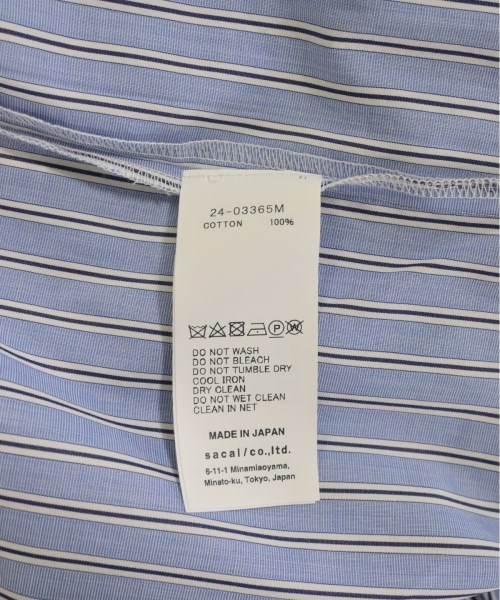 24-03365M
COTTON 100%
DO NOT WASH
DO NOT BLEACH
DO NOT TUMBLE DRY
COOL IRON
DRY CLEAN
DO NOT WET CLEAN
CLEAN IN NET
MADE IN JAPAN
sacai/co.,ltd.
6-11-1 Minamiaoyama,
Minato-ku, Tokyo, Japan